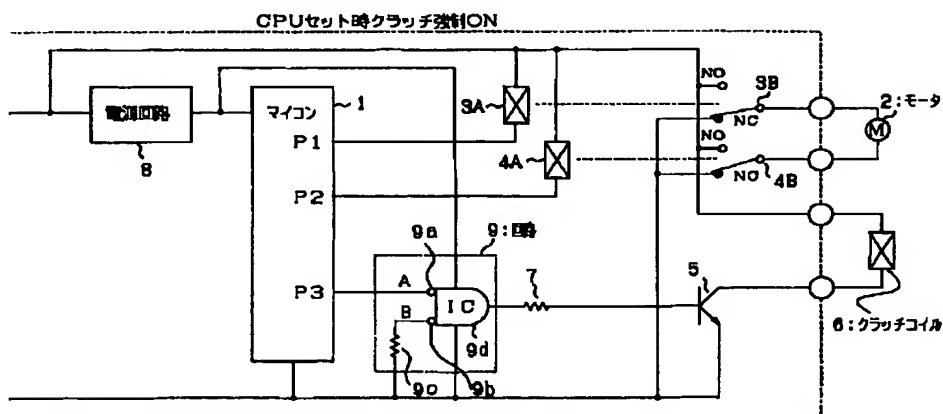 CPUセット時クラッチ強制ON
電源回路
8
マイコン
1
P1
P2
P3
3A
4A
NO
NC
3B
NO
NC
4B
2:モータ
M
9a
9:回路
A
B
IC
9d
9c
9b
7
5
6:クラッチコイル